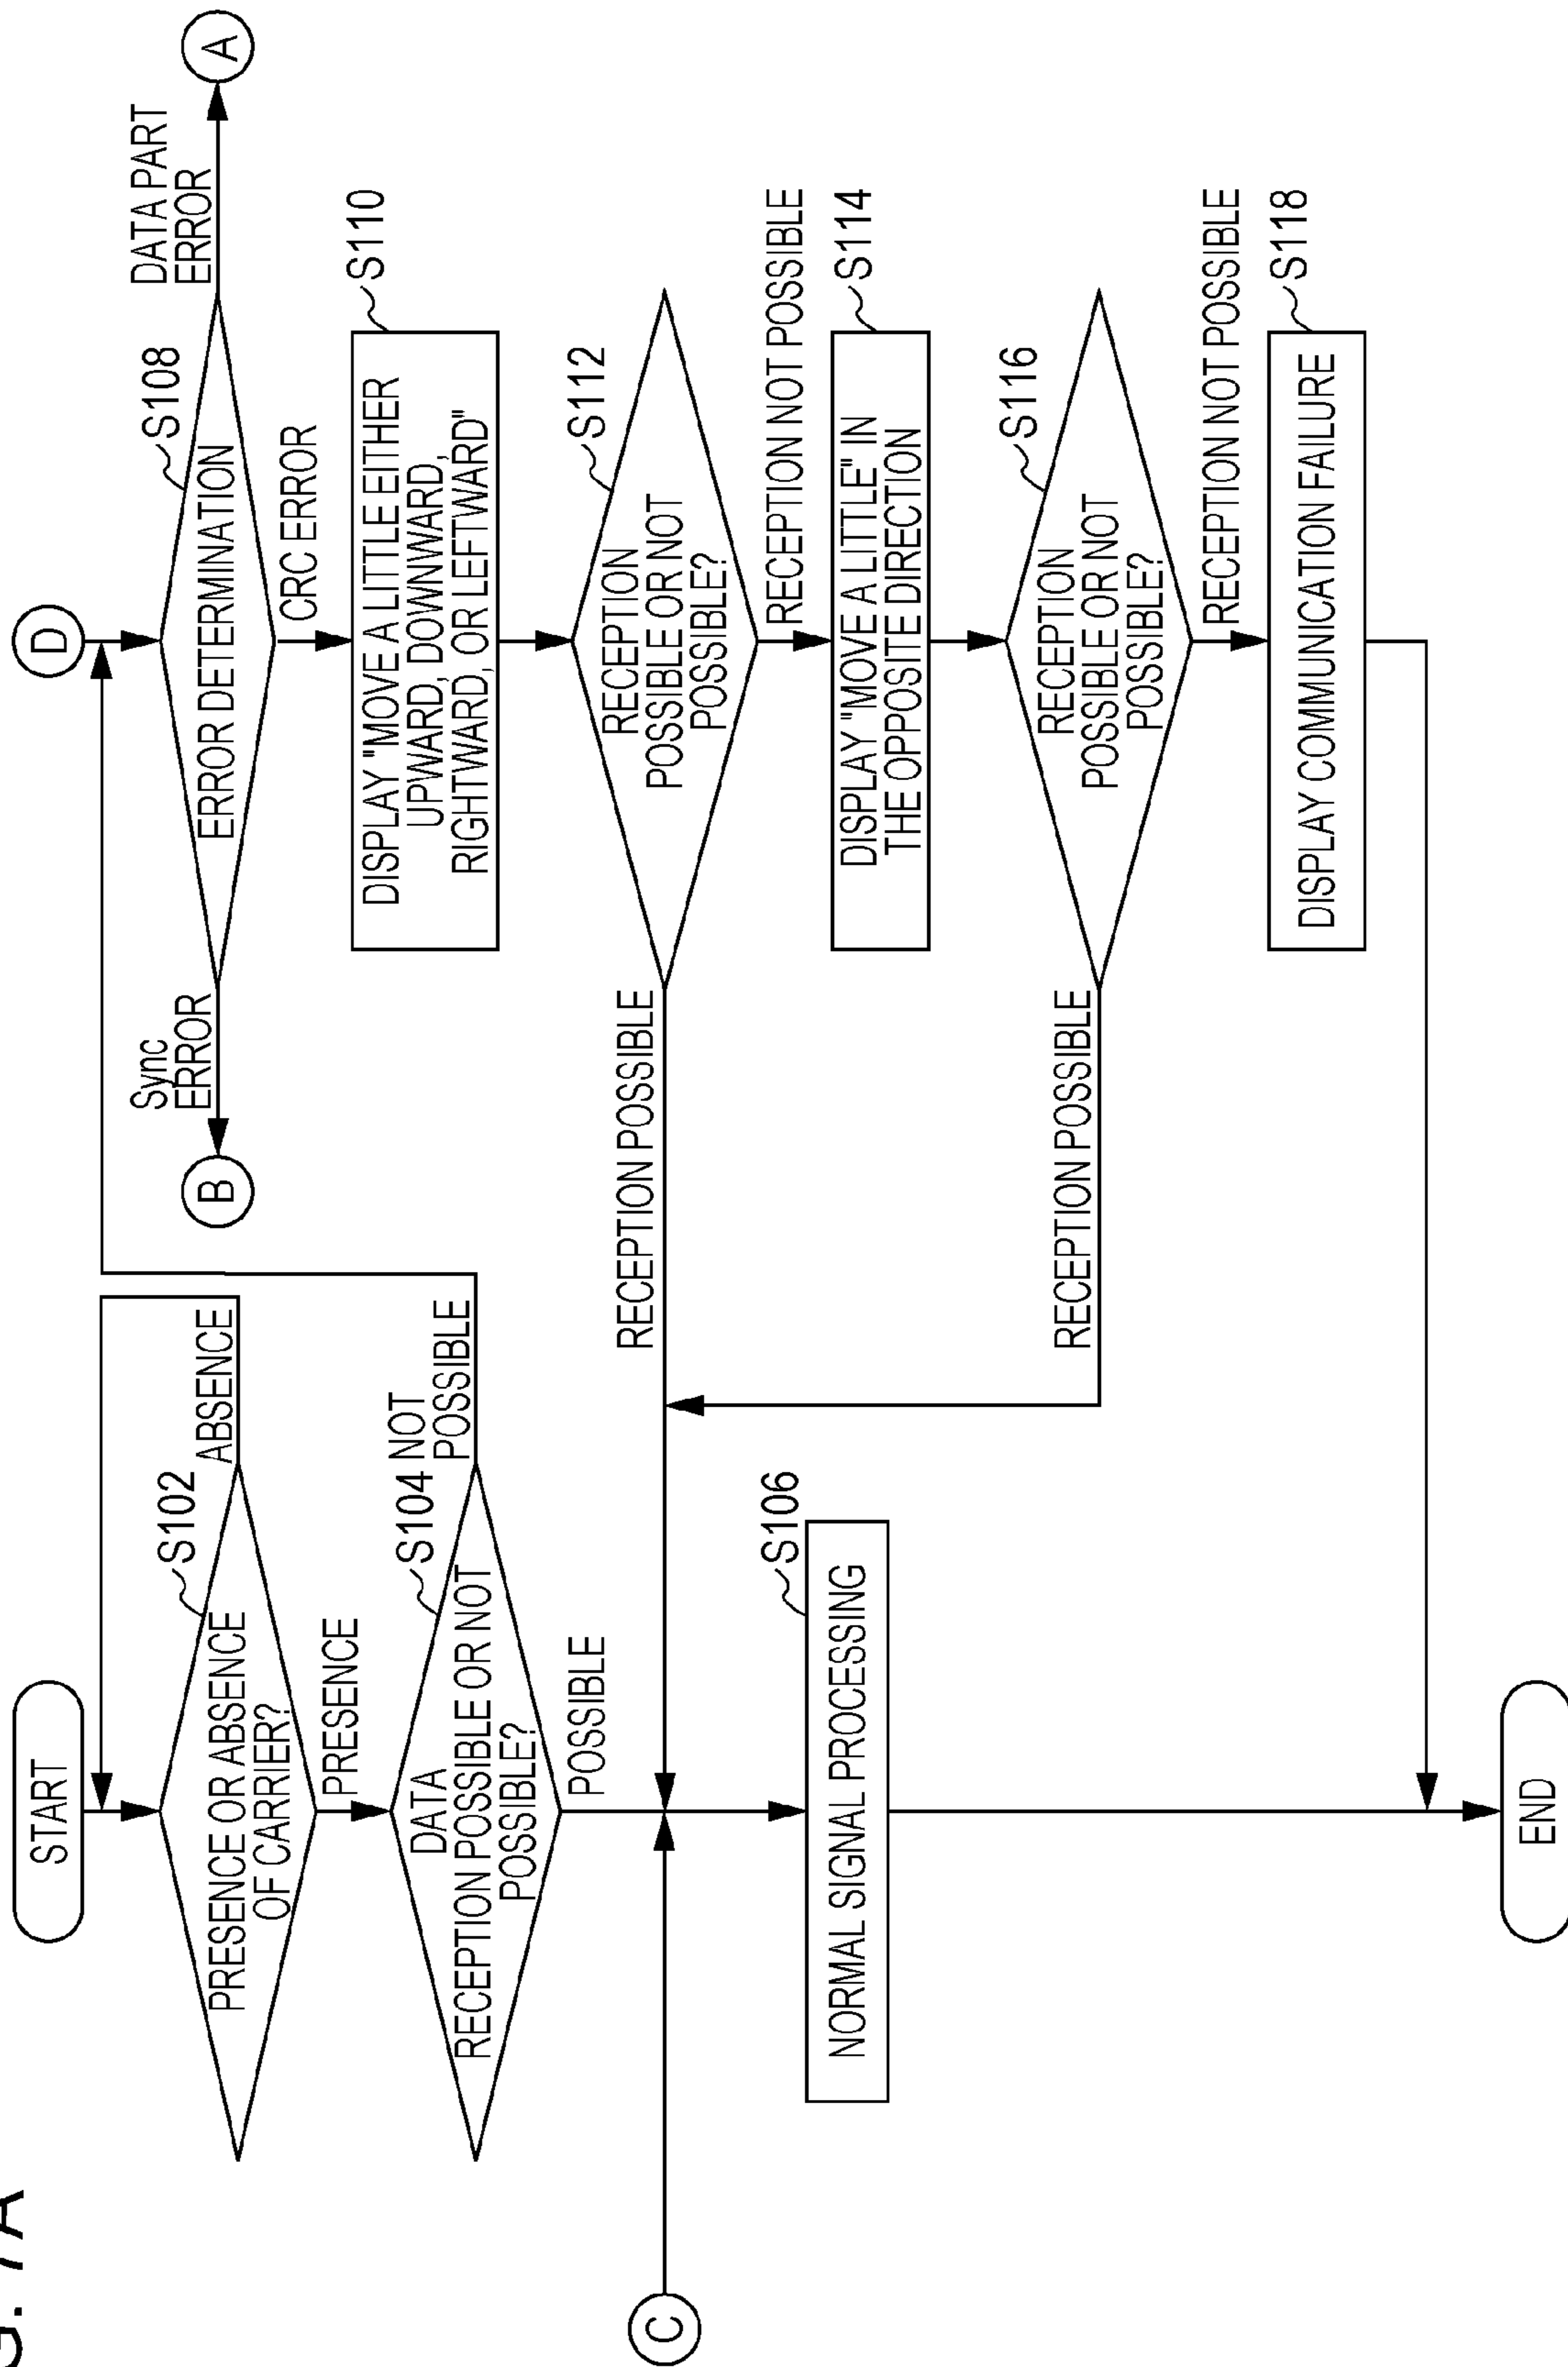 G. 7A
START
S102
PRESENCE OR ABSENCE
OF CARRIER?
ABSENCE
PRESENCE
S104
DATA
RECEPTION POSSIBLE OR NOT
POSSIBLE?
NOT
POSSIBLE
POSSIBLE
C
S106
NORMAL SIGNAL PROCESSING
END
D
S108
ERROR DETERMINATION
Sync
ERROR
B
DATA PART
ERROR
A
CRC ERROR
S110
DISPLAY "MOVE A LITTLE EITHER
UPWARD, DOWNWARD,
RIGHTWARD, OR LEFTWARD"
S112
RECEPTION
POSSIBLE OR NOT
POSSIBLE?
RECEPTION POSSIBLE
RECEPTION NOT POSSIBLE
S114
DISPLAY "MOVE A LITTLE" IN
THE OPPOSITE DIRECTION
S116
RECEPTION
POSSIBLE OR NOT
POSSIBLE?
RECEPTION POSSIBLE
RECEPTION NOT POSSIBLE
S118
DISPLAY COMMUNICATION FAILURE